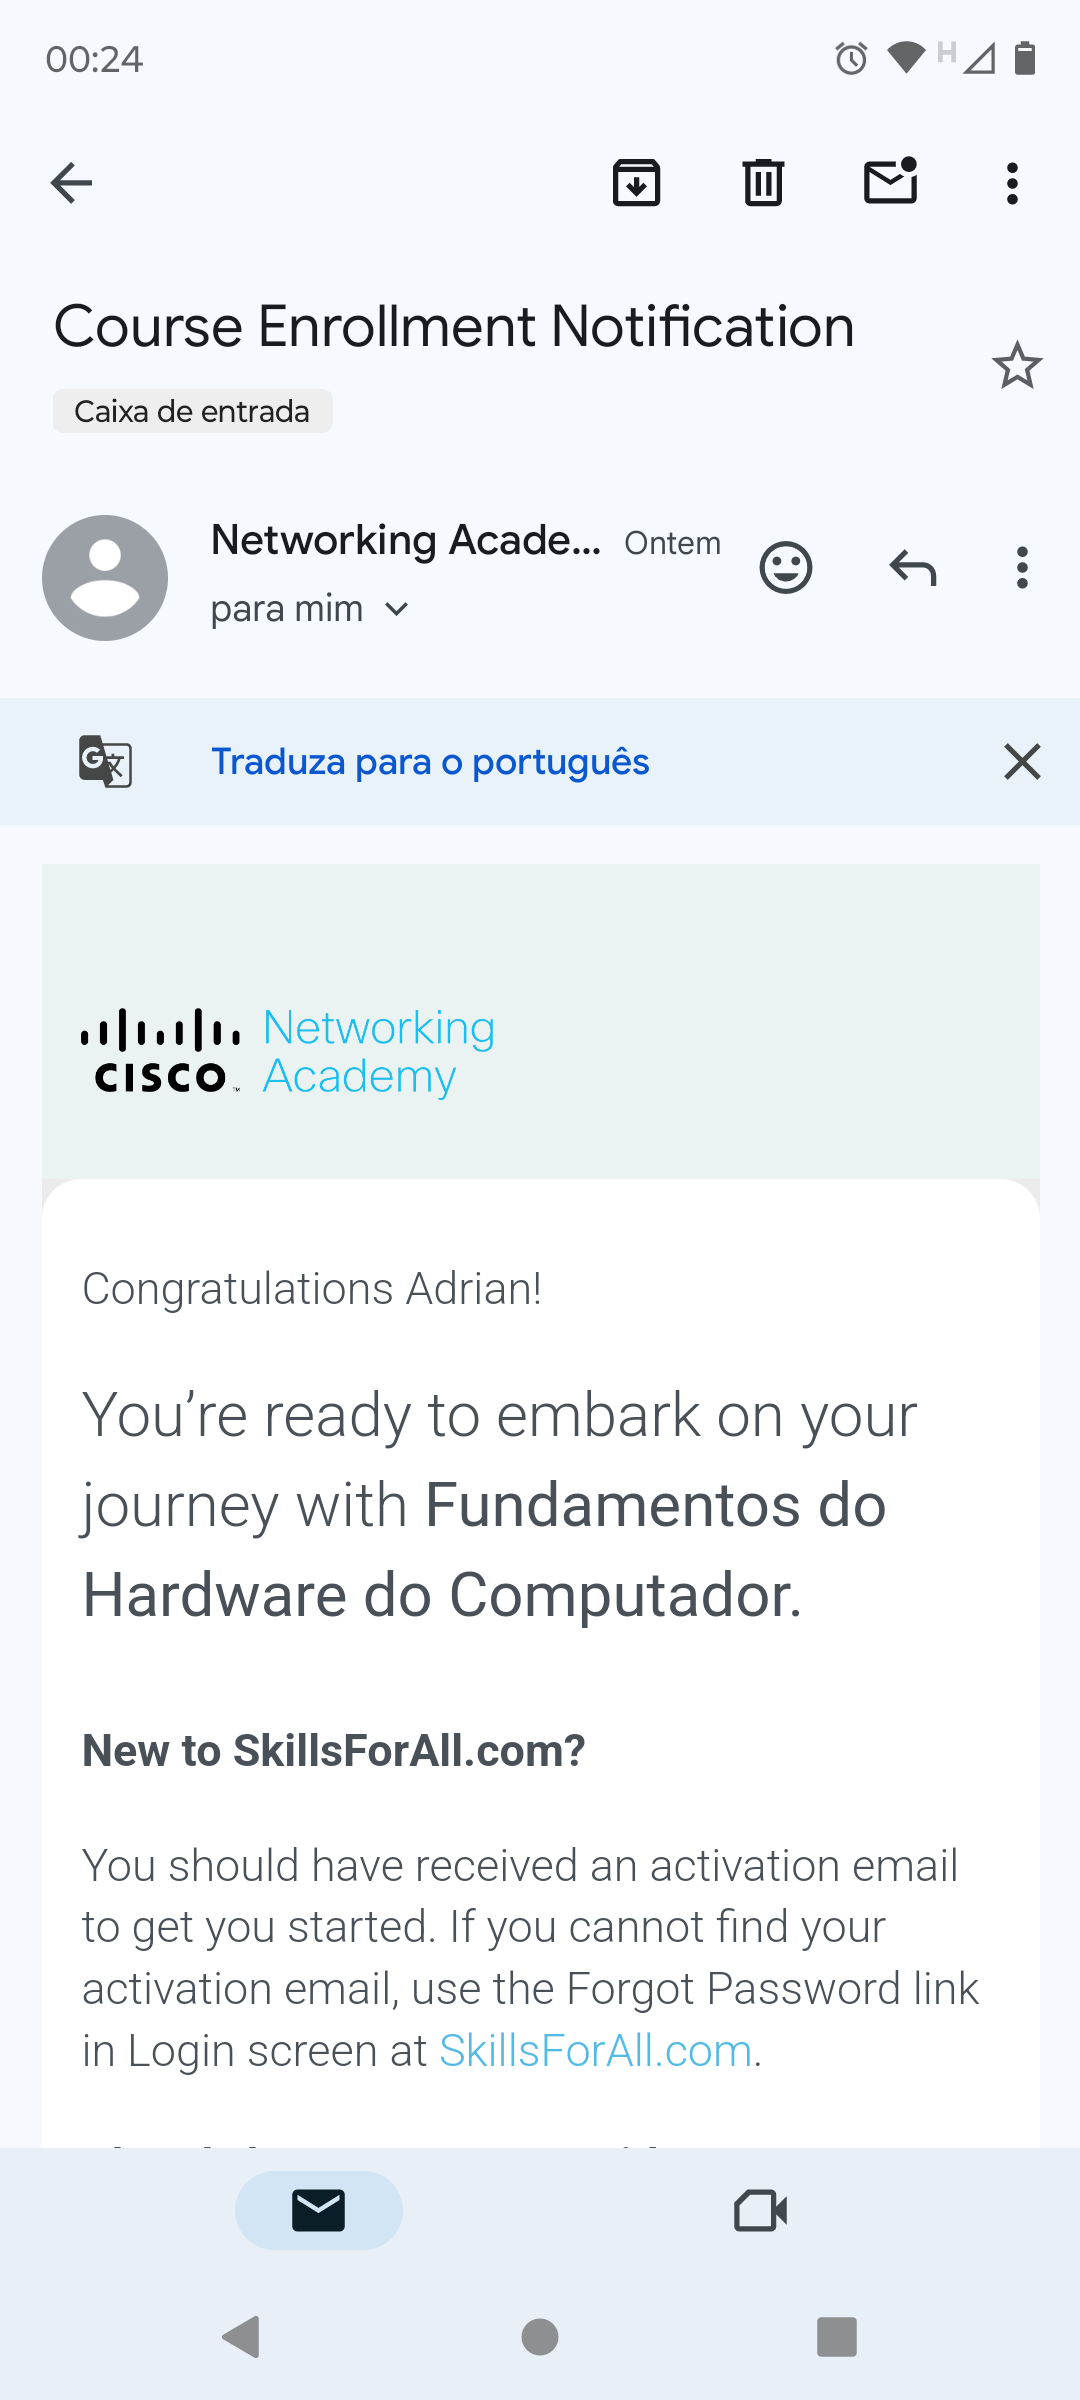 00:24
H
Course Enrollment Notification
Caixa de entrada
Networking Acade... Ontem
para mim
Traduza para o português
CISCO™ Networking Academy
Congratulations Adrian!
You’re ready to embark on your
journey with Fundamentos do
Hardware do Computador.
New to SkillsForAll.com?
You should have received an activation email
to get you started. If you cannot find your
activation email, use the Forgot Password link
in Login screen at SkillsForAll.com.